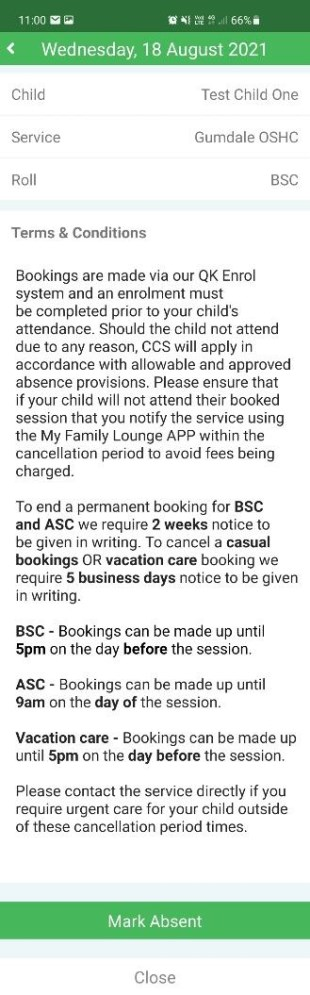 11:00 66%
Wednesday, 18 August 2021
Child Test Child One
Service Gumdale OSHC
Roll BSC
Terms & Conditions
Bookings are made via our QK Enrol
system and an enrolment must
be completed prior to your child's
attendance. Should the child not attend
due to any reason, CCS will apply in
accordance with allowable and approved
absence provisions. Please ensure that
if your child will not attend their booked
session that you notify the service using
the My Family Lounge APP within the
cancellation period to avoid fees being
charged.
To end a permanent booking for BSC
and ASC we require 2 weeks notice to
be given in writing. To cancel a casual
bookings OR vacation care booking we
require 5 business days notice to be given
in writing.
BSC - Bookings can be made up until
5pm on the day before the session.
ASC - Bookings can be made up until
9am on the day of the session.
Vacation care - Bookings can be made up
until 5pm on the day before the session.
Please contact the service directly if you
require urgent care for your child outside
of these cancellation period times.
Mark Absent
Close